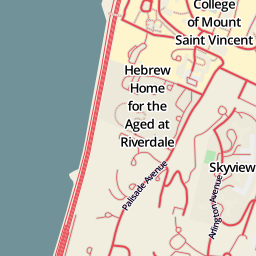 College
of Mount
Saint Vincent
Hebrew
Home
for the
Aged at
Riverdale
Skyview
Palisade Avenue
Arlington Avenue